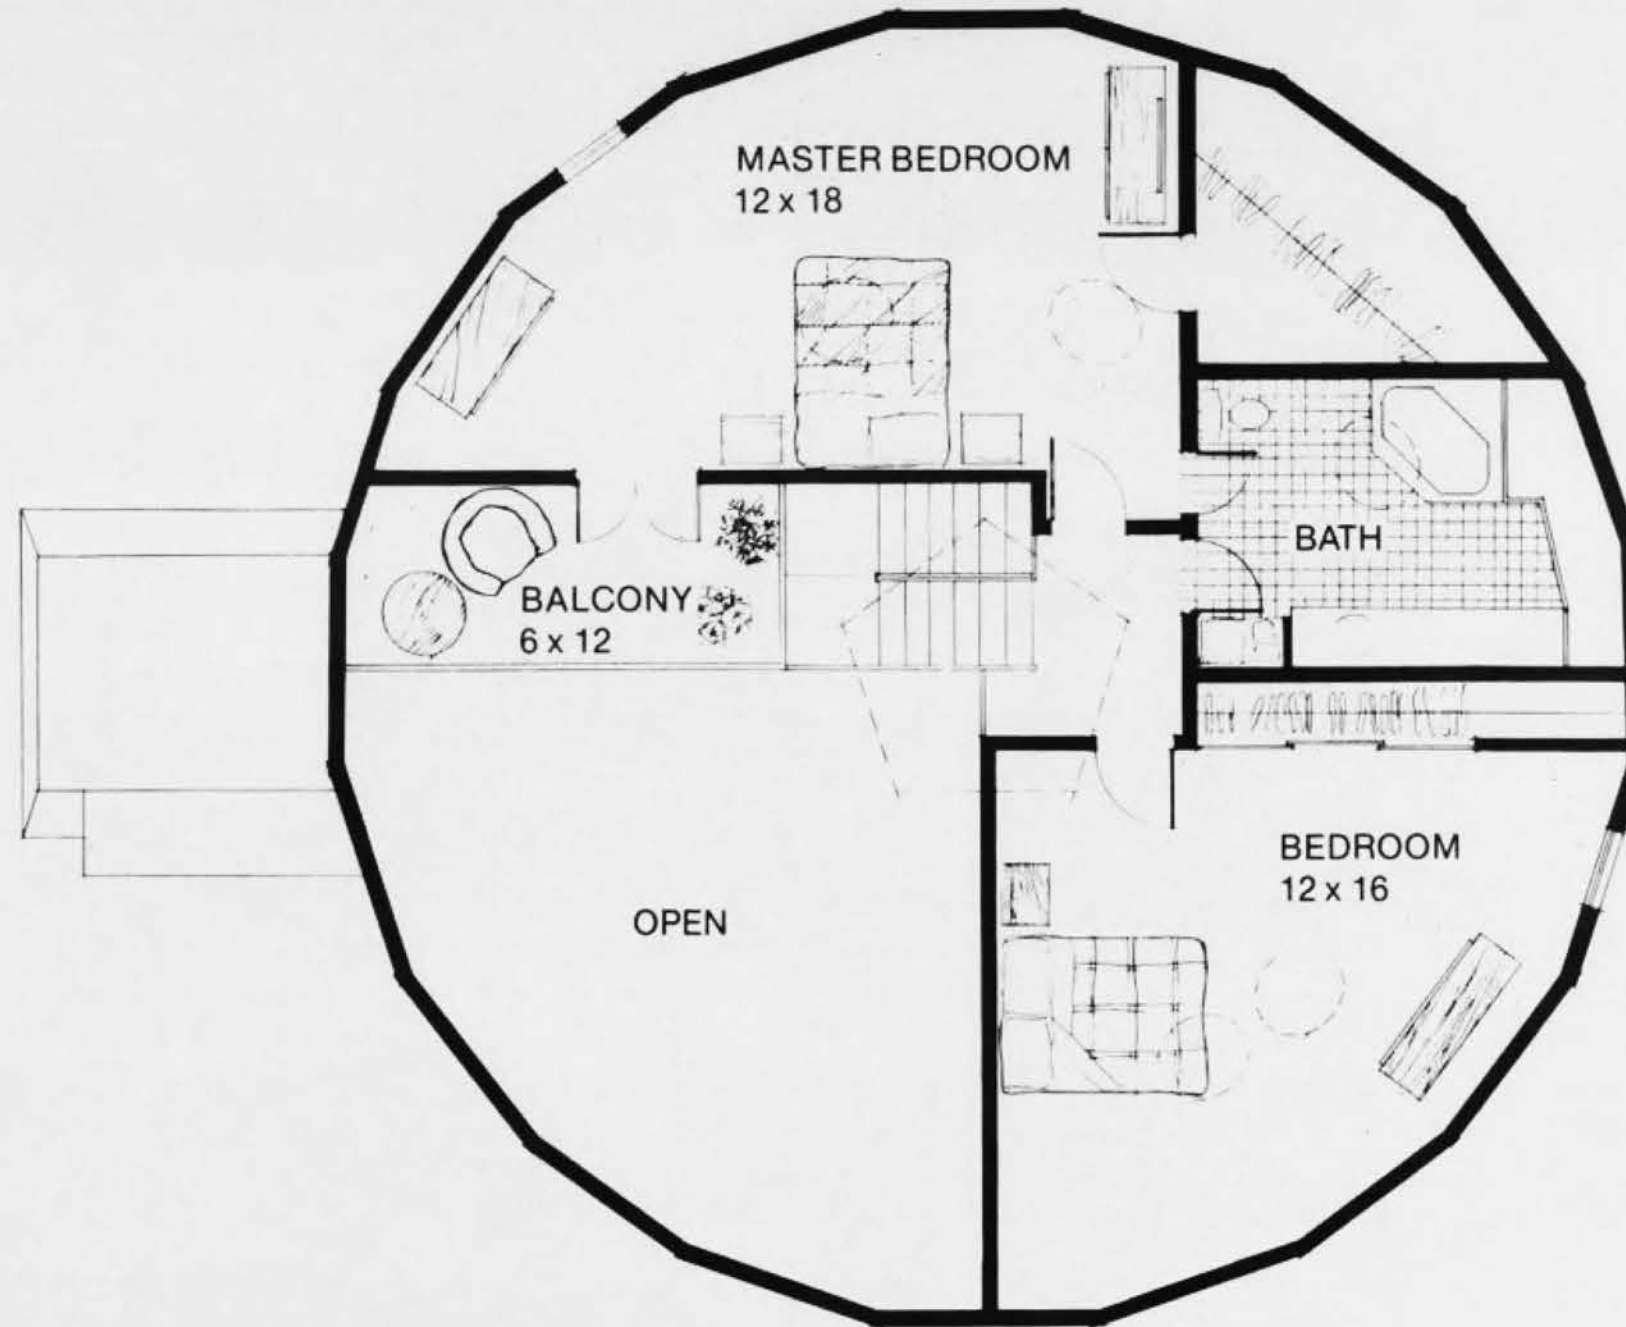 MASTER BEDROOM
12 x 18
BATH
BALCONY
6 x 12
BEDROOM
12 x 16
OPEN